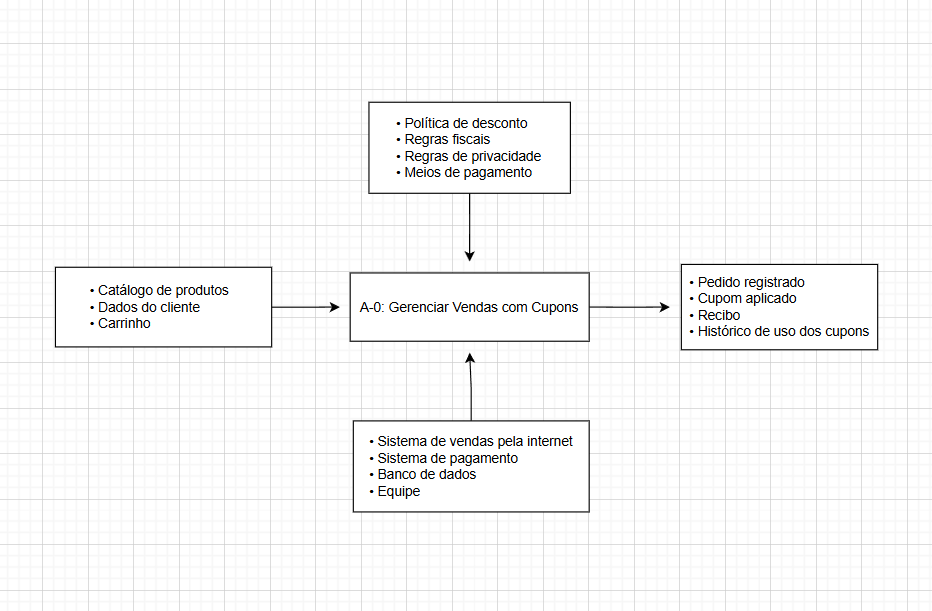 • Política de desconto
• Regras fiscais
• Regras de privacidade
• Meios de pagamento
• Catálogo de produtos
• Dados do cliente
• Carrinho
A-0: Gerenciar Vendas com Cupons
• Pedido registrado
• Cupom aplicado
• Recibo
• Histórico de uso dos cupons
• Sistema de vendas pela internet
• Sistema de pagamento
• Banco de dados
• Equipe